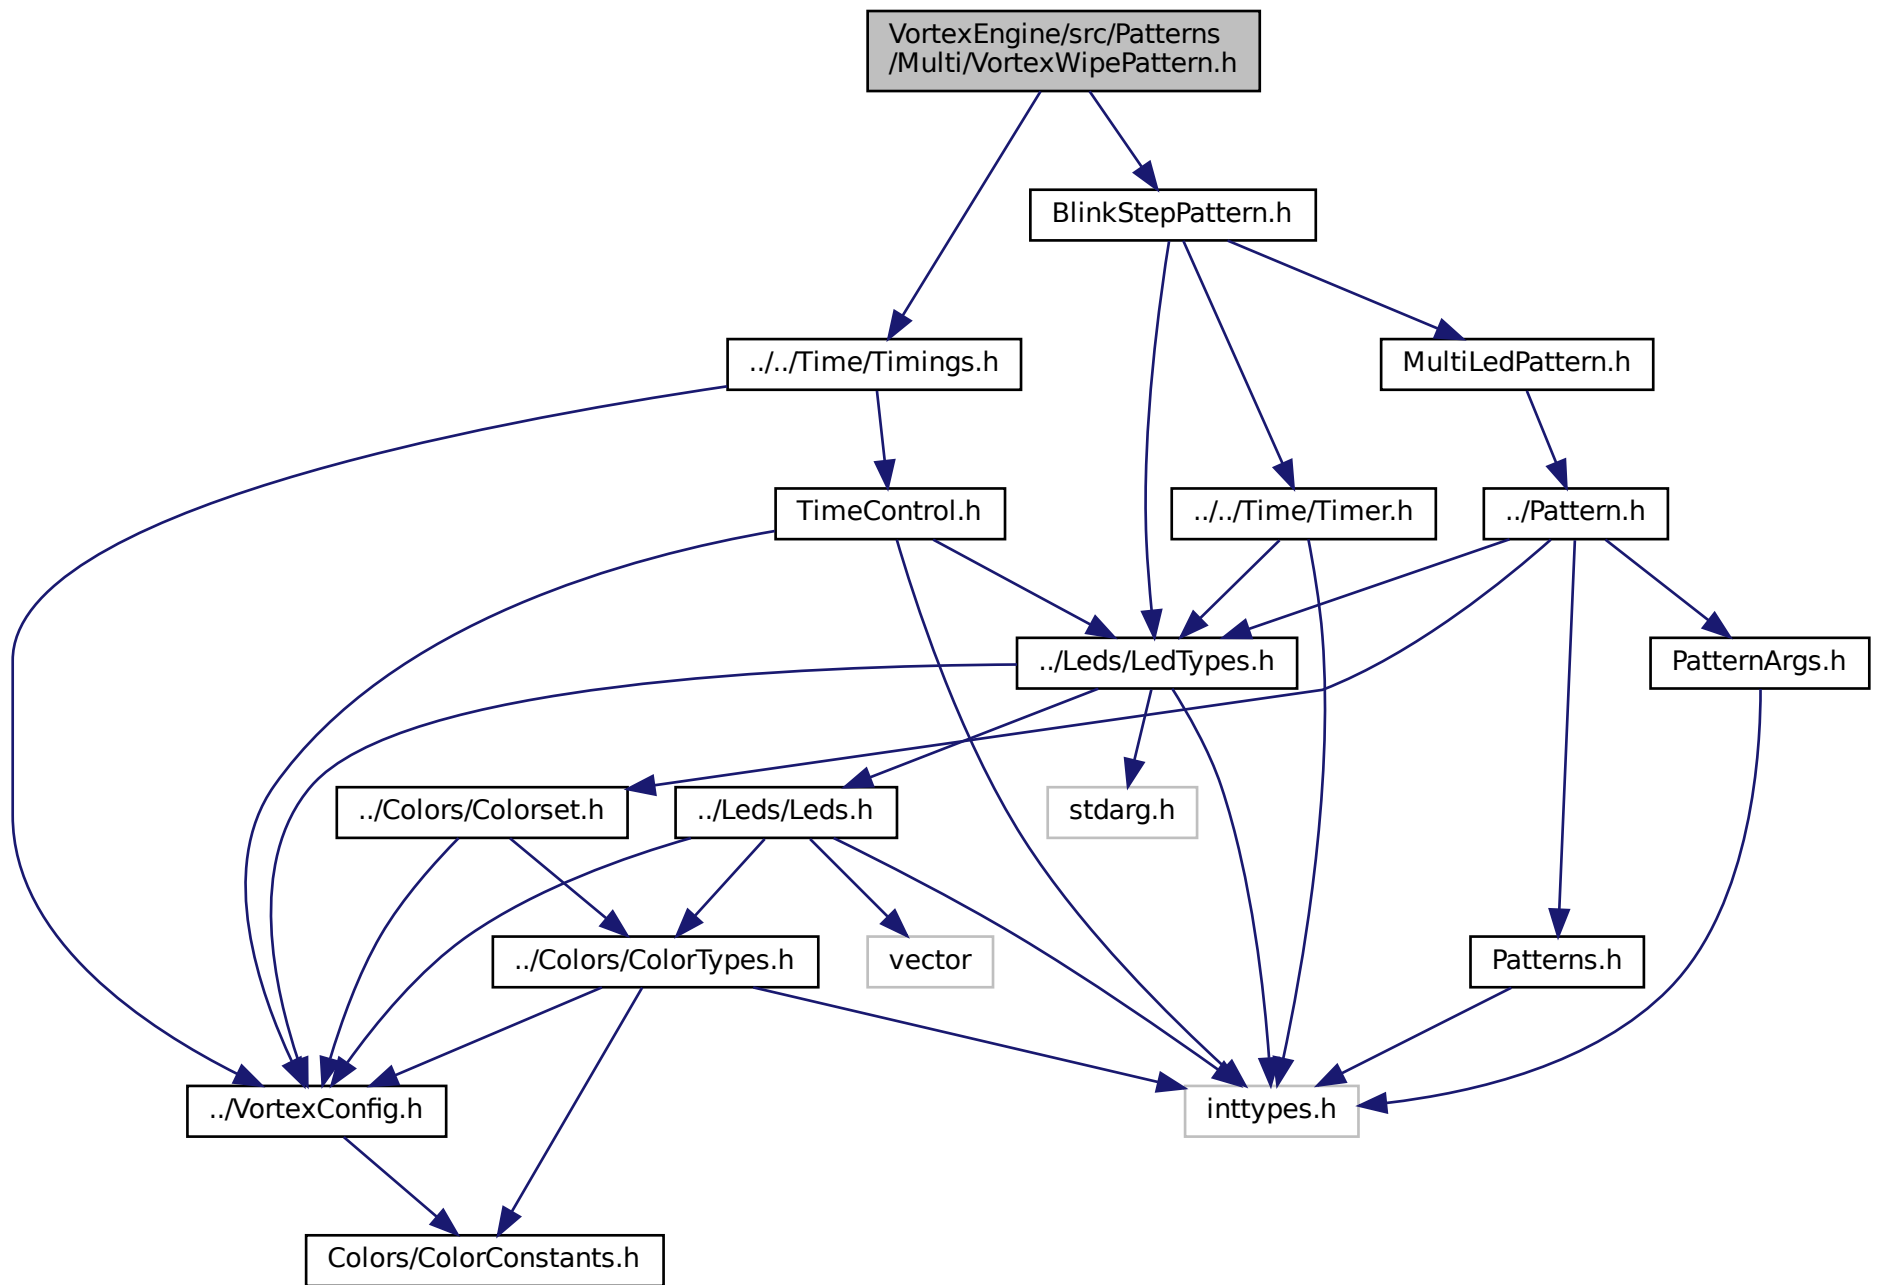 VortexEngine/src/Patterns
/Multi/VortexWipePattern.h
BlinkStepPattern.h
../../Time/Timings.h
MultiLedPattern.h
TimeControl.h
../../Time/Timer.h
../Pattern.h
../Leds/LedTypes.h
PatternArgs.h
../Colors/Colorset.h
../Leds/Leds.h
stdarg.h
../Colors/ColorTypes.h
vector
Patterns.h
../VortexConfig.h
inttypes.h
Colors/ColorConstants.h